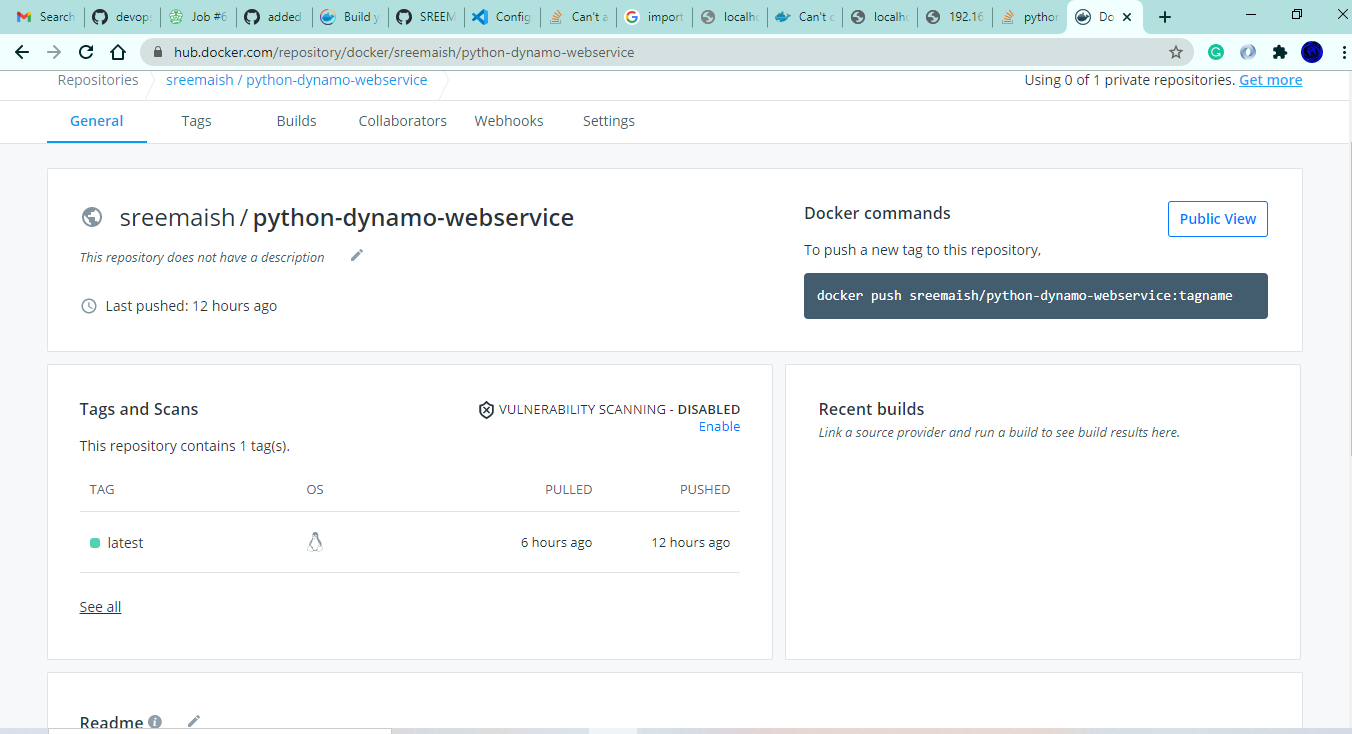 Search
devop
Job #6
added
Build y
SREEM
Config
Can't a
import
localho
Can't c
localho
192.16
python
Do
hub.docker.com/repository/docker/sreemaish/python-dynamo-webservice
Repositories
sreemaish / python-dynamo-webservice
Using 0 of 1 private repositories. Get more
General
Tags
Builds
Collaborators
Webhooks
Settings
sreemaish / python-dynamo-webservice
This repository does not have a description
Last pushed: 12 hours ago
Docker commands
Public View
To push a new tag to this repository,
docker push sreemaish/python-dynamo-webservice:tagname
Tags and Scans
VULNERABILITY SCANNING - DISABLED
Enable
This repository contains 1 tag(s).
TAG OS PULLED PUSHED
latest 6 hours ago 12 hours ago
See all
Recent builds
Link a source provider and run a build to see build results here.
Readme